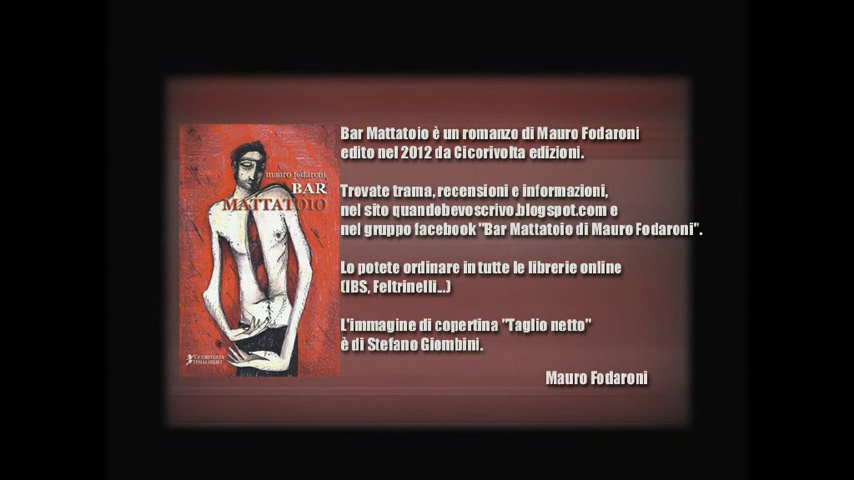 mauro fodaroni
BAR
MATTATOIO
Bar Mattatoio è un romanzo di Mauro Fodaroni
edito nel 2012 da Cicorivolta edizioni.
Trovate trama, recensioni e informazioni,
nel sito quandobevoscrivo.blogspot.com e
nel gruppo facebook "Bar Mattatoio di Mauro Fodaroni".
Lo potete ordinare in tutte le librerie online
(IBS, Feltrinelli...)
L'immagine di copertina "Taglio netto"
è di Stefano Giombini.
Mauro Fodaroni